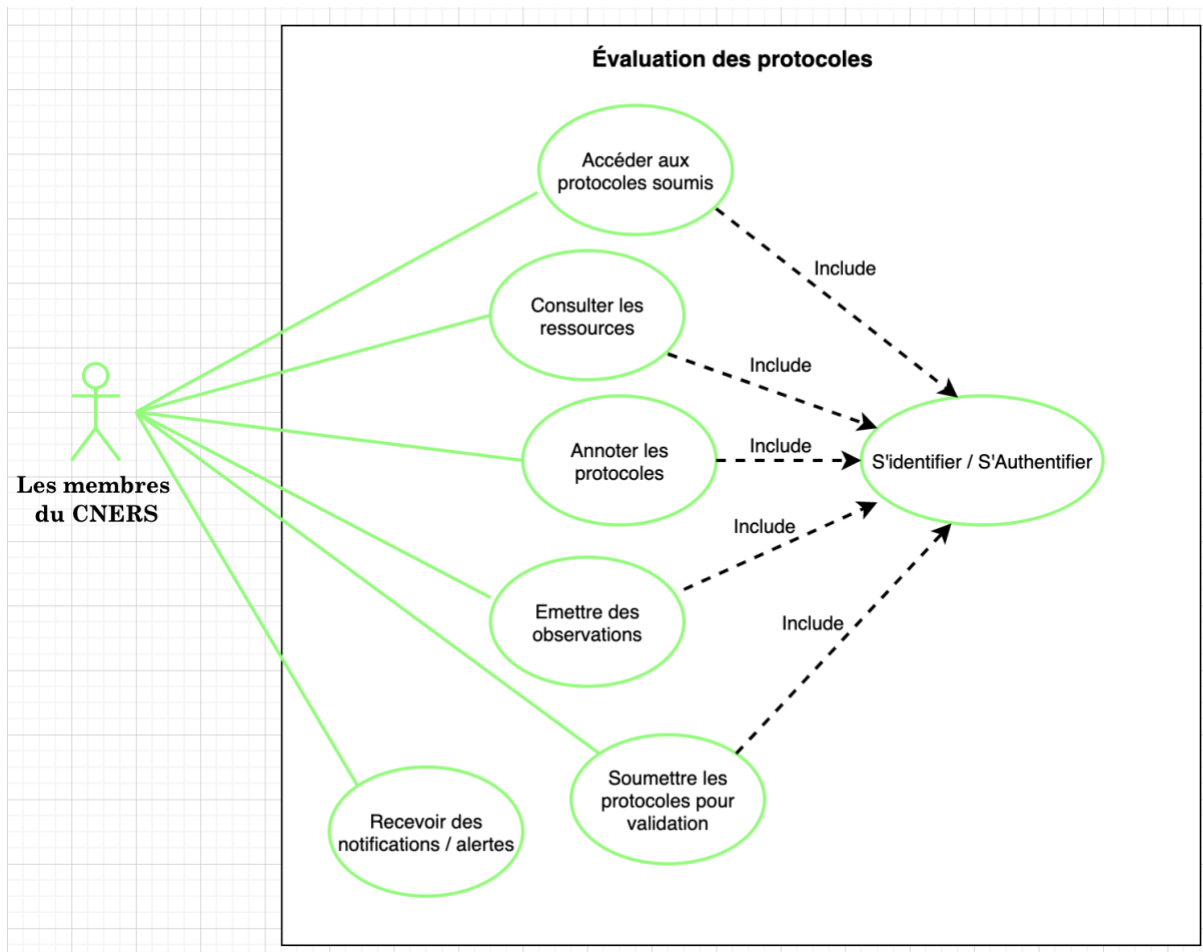 Évaluation des protocoles
Accéder aux
protocoles soumis
Include
Consulter les
ressources
Include
Annoter les
protocoles
Include
S'identifier / S'Authentifier
Les membres
du CNERS
Include
Emettre des
observations
Include
Soumettre les
protocoles pour
validation
Recevoir des
notifications / alertes